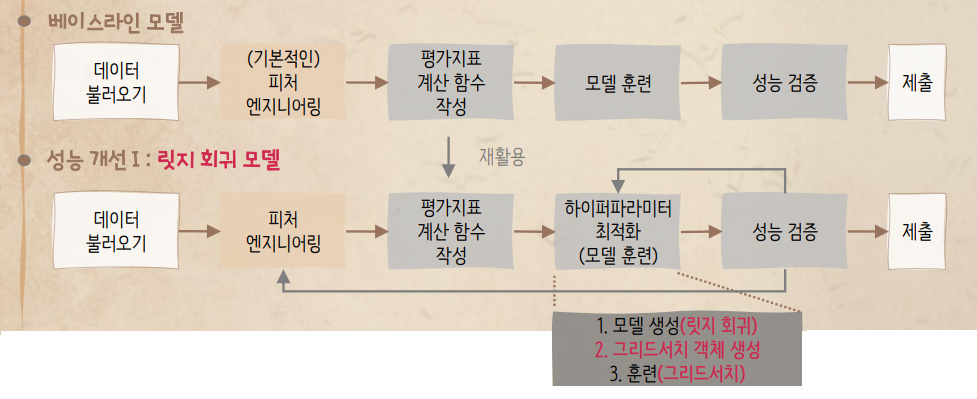 베이스라인 모델
데이터
불러오기
(기본적인)
피처
엔지니어링
평가지표
계산 함수
작성
모델 훈련
성능 검증
제출
재활용
성능 개선 I : 릿지 회귀 모델
데이터
불러오기
피처
엔지니어링
평가지표
계산 함수
작성
하이퍼파라미터
최적화
(모델 훈련)
성능 검증
제출
1. 모델 생성(릿지 회귀)
2. 그리드서치 객체 생성
3. 훈련(그리드서치)